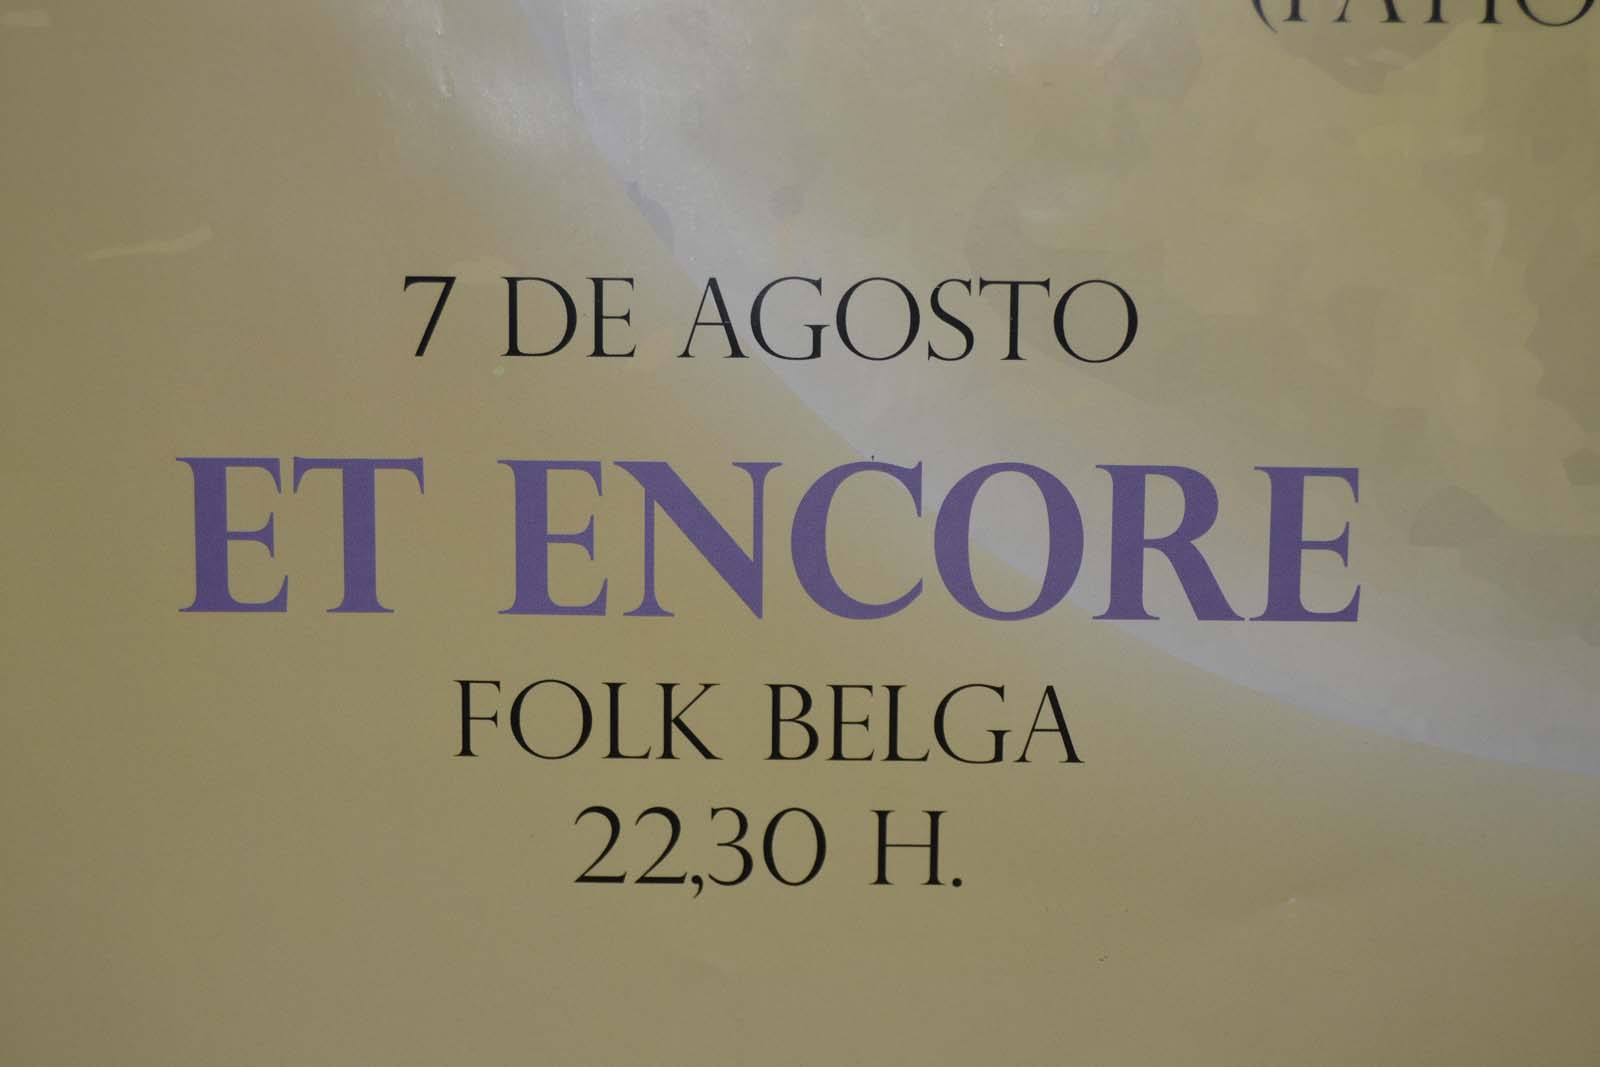 7 DE AGOSTO
ET ENCORE
FOLK BELGA
22,30 H.